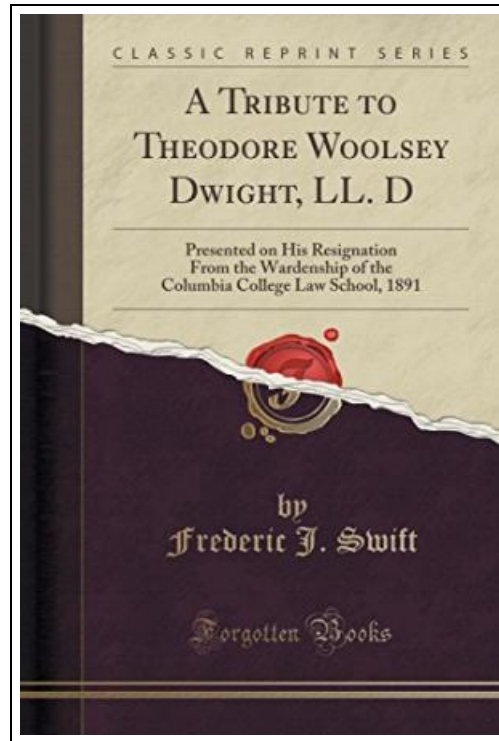 CLASSIC REPRINT SERIES
A TRIBUTE TO
THEODORE WOOLSEY
DWIGHT, LL. D
Presented on His Resignation
From the Wardenship of the
Columbia College Law School, 1891
by
Frederic J. Swift
Forgotten Books